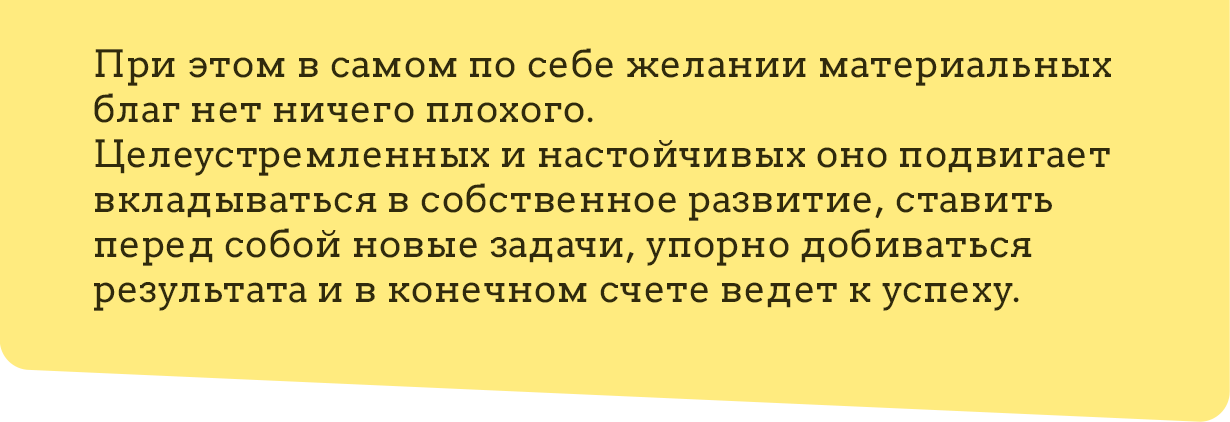 При этом в самом по себе желании материальных
благ нет ничего плохого.
Целеустремленных и настойчивых оно подвигает
вкладываться в собственное развитие, ставить
перед собой новые задачи, упорно добиваться
результата и в конечном счете ведет к успеху.